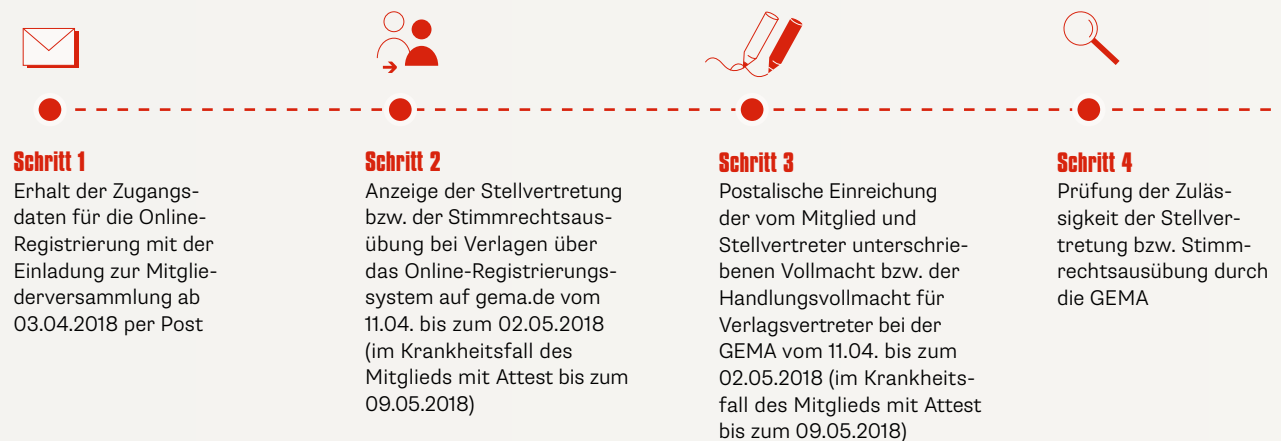 Schritt 1
Erhalt der Zugangs-
daten für die Online-
Registrierung mit der
Einladung zur Mitglie-
derversammlung ab
03.04.2018 per Post
Schritt 2
Anzeige der Stellvertretung
bzw. der Stimmrechtsaus-
übung bei Verlagen über
das Online-Registrierungs-
system auf gema.de vom
11.04. bis zum 02.05.2018
(im Krankheitsfall des
Mitglieds mit Attest bis zum
09.05.2018)
Schritt 3
Postalische Einreichung
der vom Mitglied und
Stellvertreter unterschrie-
benen Vollmacht bzw. der
Handlungsvollmacht für
Verlagsvertreter bei der
GEMA vom 11.04. bis zum
02.05.2018 (im Krankheits-
fall des Mitglieds mit Attest
bis zum 09.05.2018)
Schritt 4
Prüfung der Zuläs-
sigkeit der Stellver-
tretung bzw. Stimm-
rechtsausübung durch
die GEMA